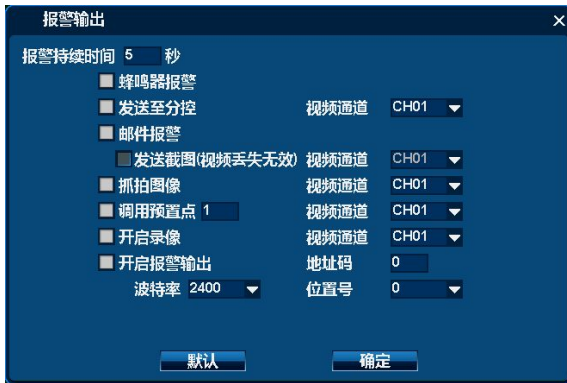 报警输出
报警持续时间 5 秒
蜂鸣器报警
发送至分控 视频通道 CH01
邮件报警
发送截图(视频丢失无效) 视频通道 CH01
抓拍图像 视频通道 CH01
调用预置点 1 视频通道 CH01
开启录像 视频通道 CH01
开启报警输出 地址码 0
波特率 2400 位置号 0
默认 确定